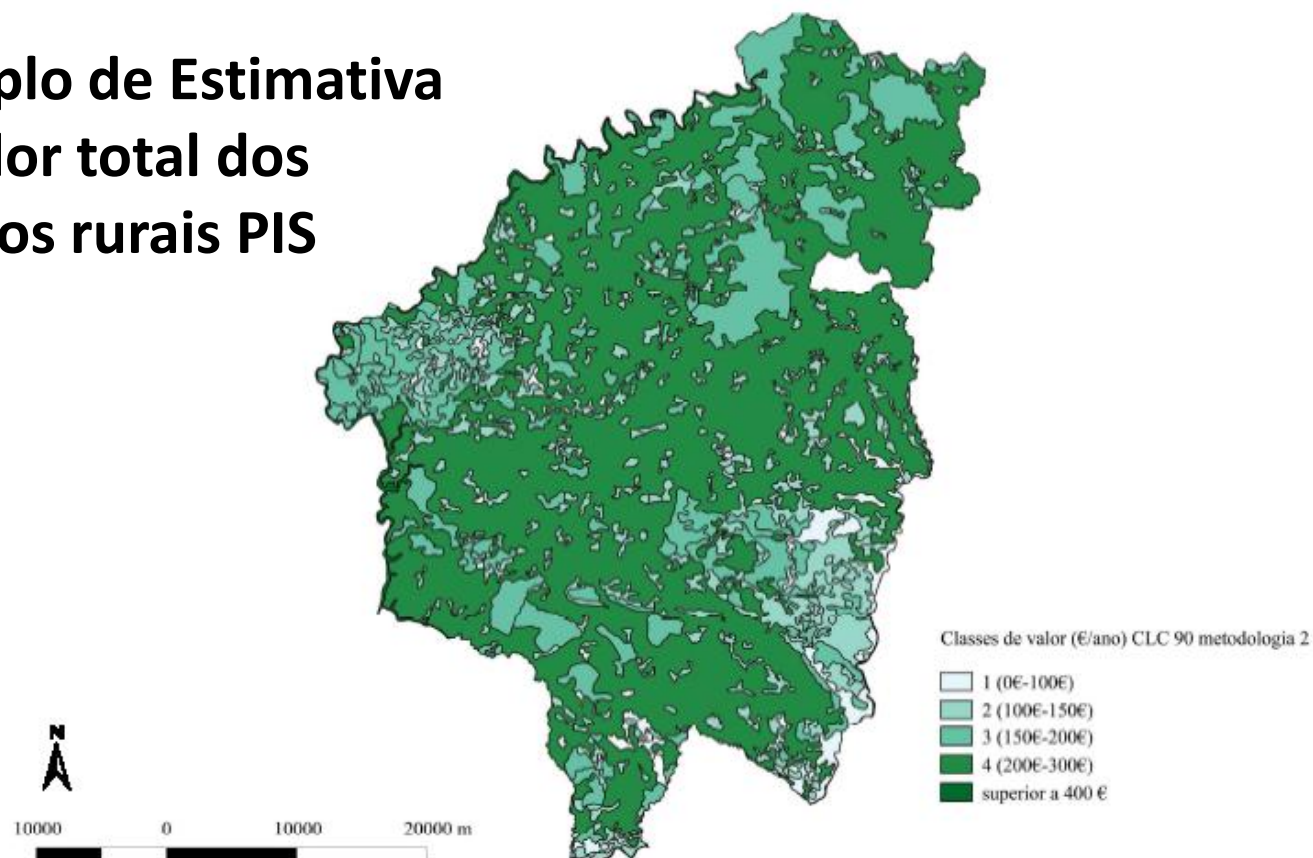 plo de Estimativa
lor total dos
os rurais PIS
Classes de valor (€/ano) CLC 90 metodologia 2
1 (0€-100€)
2 (100€-150€)
3 (150€-200€)
4 (200€-300€)
superior a 400 €
N
10000 0 10000 20000 m